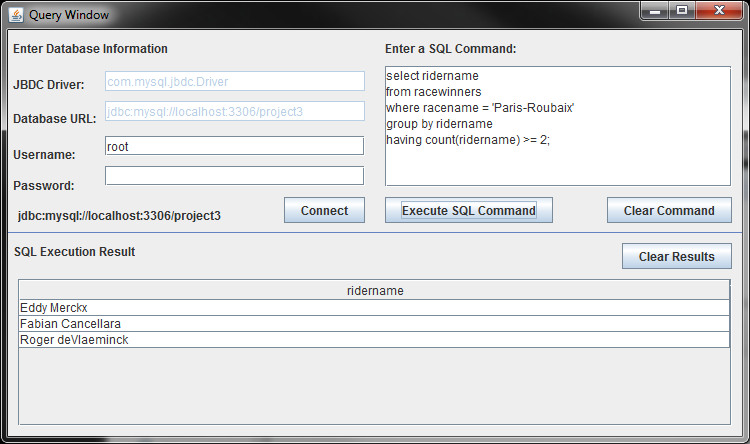 Query Window
Enter Database Information
JBDC Driver:
com.mysql.jbdc.Driver
Database URL:
jdbc:mysql://localhost:3306/project3
Username:
root
Password:
jdbc:mysql://localhost:3306/project3
Connect
Enter a SQL Command:
select ridername
from racewinners
where racename = 'Paris-Roubaix'
group by ridername
having count(ridername) >= 2;
Execute SQL Command
Clear Command
SQL Execution Result
Clear Results
ridername
Eddy Merckx
Fabian Cancellara
Roger deVlaeminck